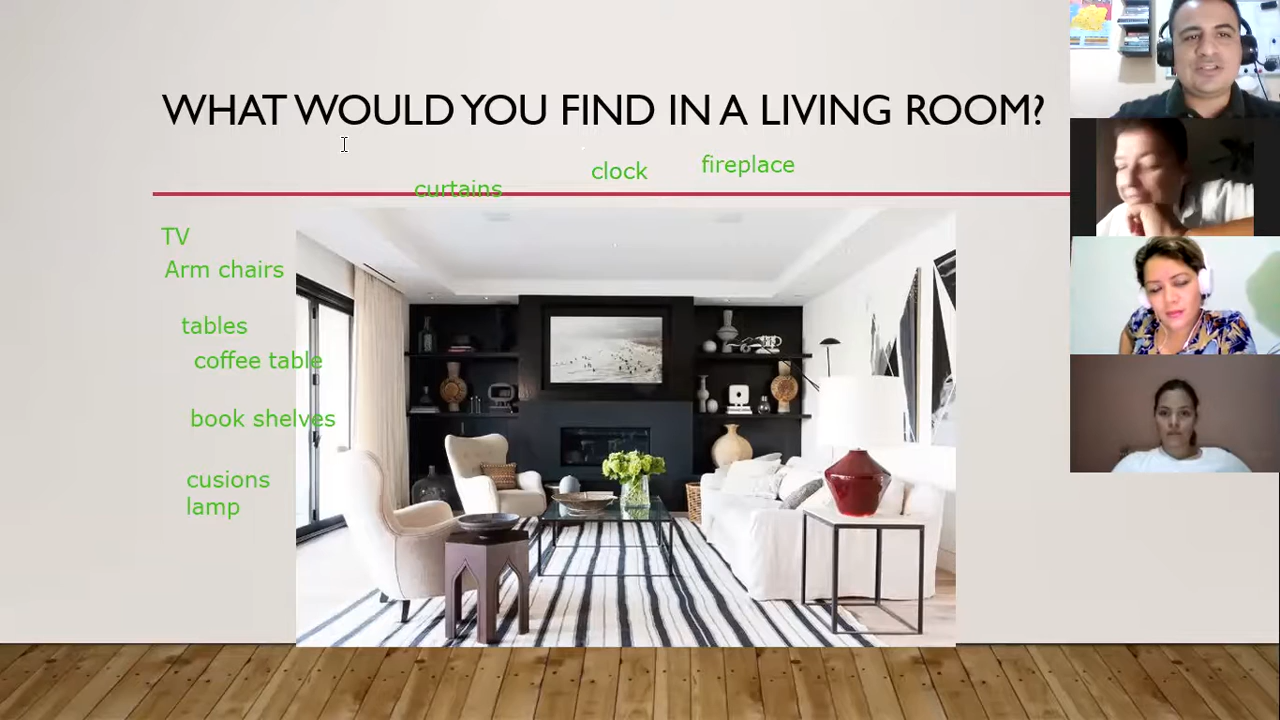 WHAT WOULD YOU FIND IN A LIVING ROOM?
fireplace
clock
curtains
TV
Arm chairs
tables
coffee table
book shelves
cusions
lamp